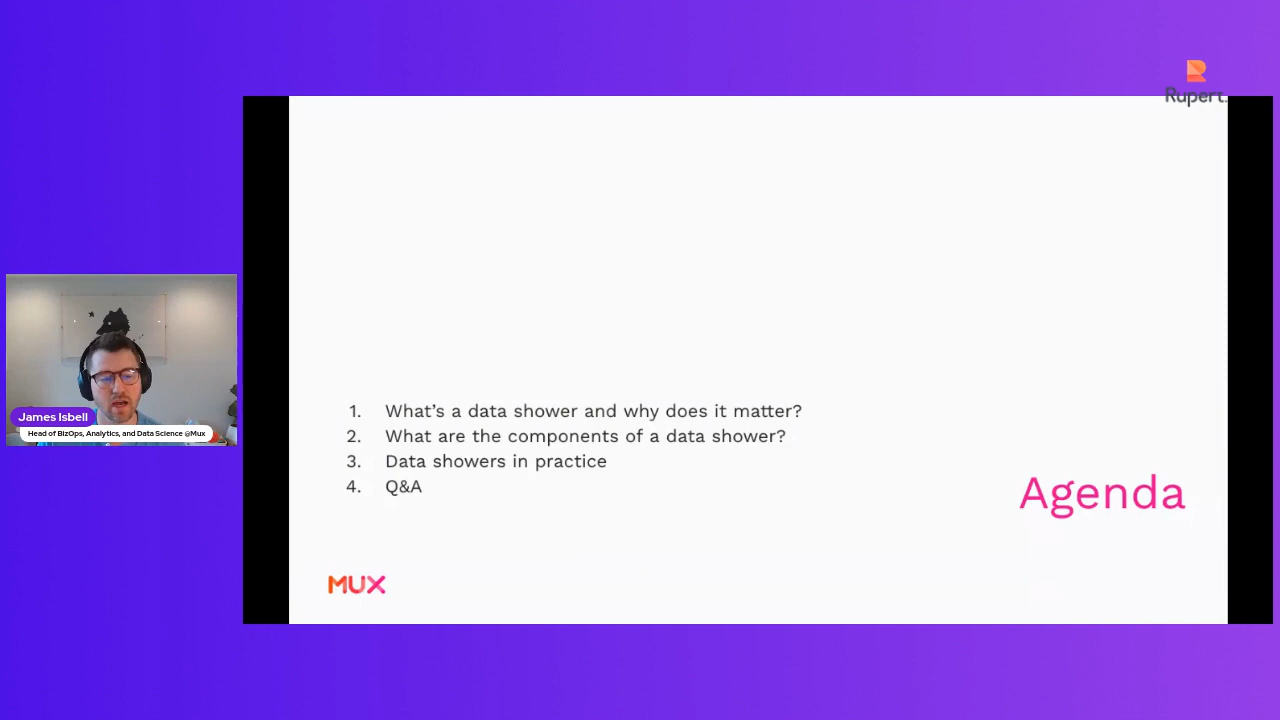 Rupert.
1. What's a data shower and why does it matter?
2. What are the components of a data shower?
3. Data showers in practice
4. Q&A
Agenda
MUX
James Isbell
Head of BizOps, Analytics, and Data Science @Mux